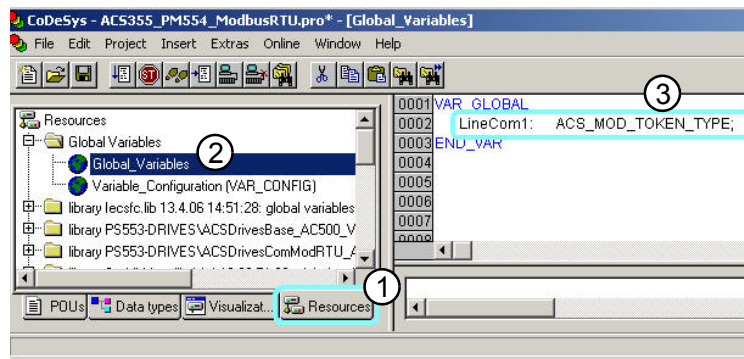 CoDeSys - ACS355_PM554_ModbusRTU.pro* - [Global_Variables]
File Edit Project Insert Extras Online Window Help
Resources
Global Variables
Global_Variables
Variable_Configuration (VAR_CONFIG)
library Iecsfc.lib 13.4.06 14:51:28: global variables
library PS553-DRIVES\ACSDrivesBase_AC500_V
library PS553-DRIVES\ACSDrivesComModRTU_A
POUs Data types Visualizat... Resources
0001 VAR_GLOBAL
0002 LineCom1: ACS_MOD_TOKEN_TYPE;
0003 END_VAR
0004
0005
0006
0007
0008
1
2
3